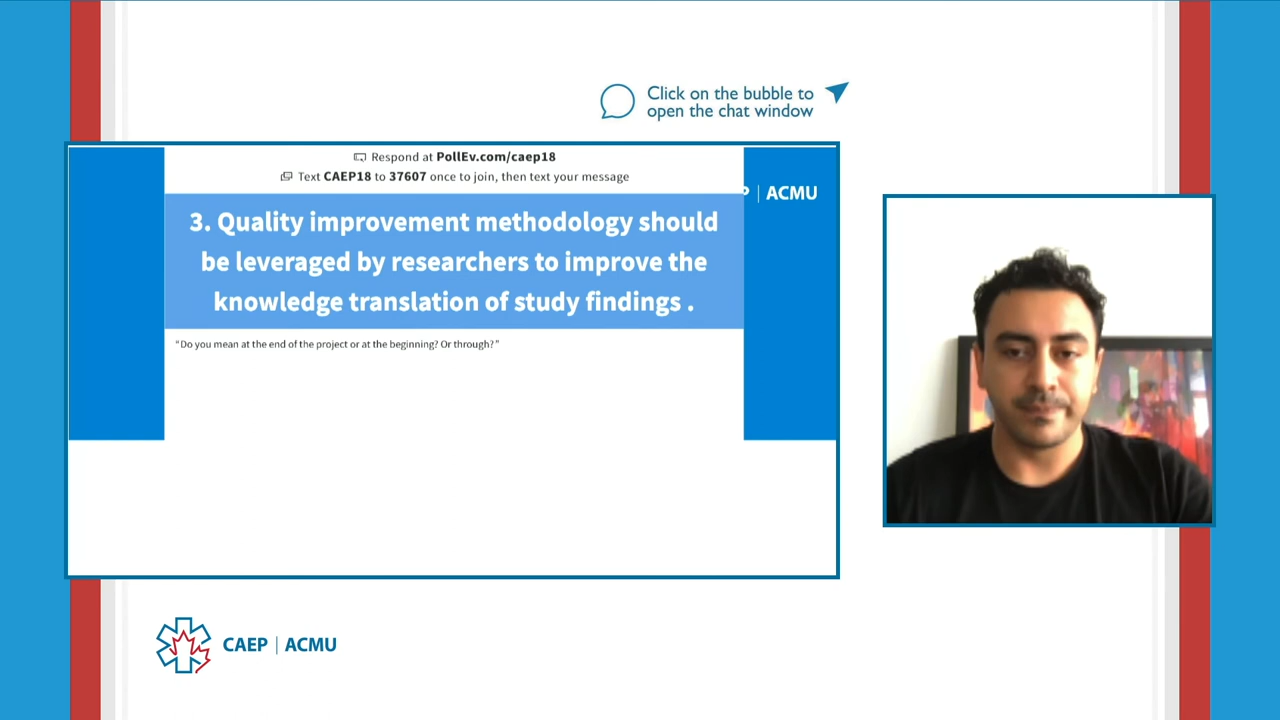 Click on the bubble to
open the chat window
Respond at PollEv.com/caep18
Text CAEP18 to 37607 once to join, then text your message
P | ACMU
3. Quality improvement methodology should
be leveraged by researchers to improve the
knowledge translation of study findings .
"Do you mean at the end of the project or at the beginning? Or through?"
CAEP | ACMU